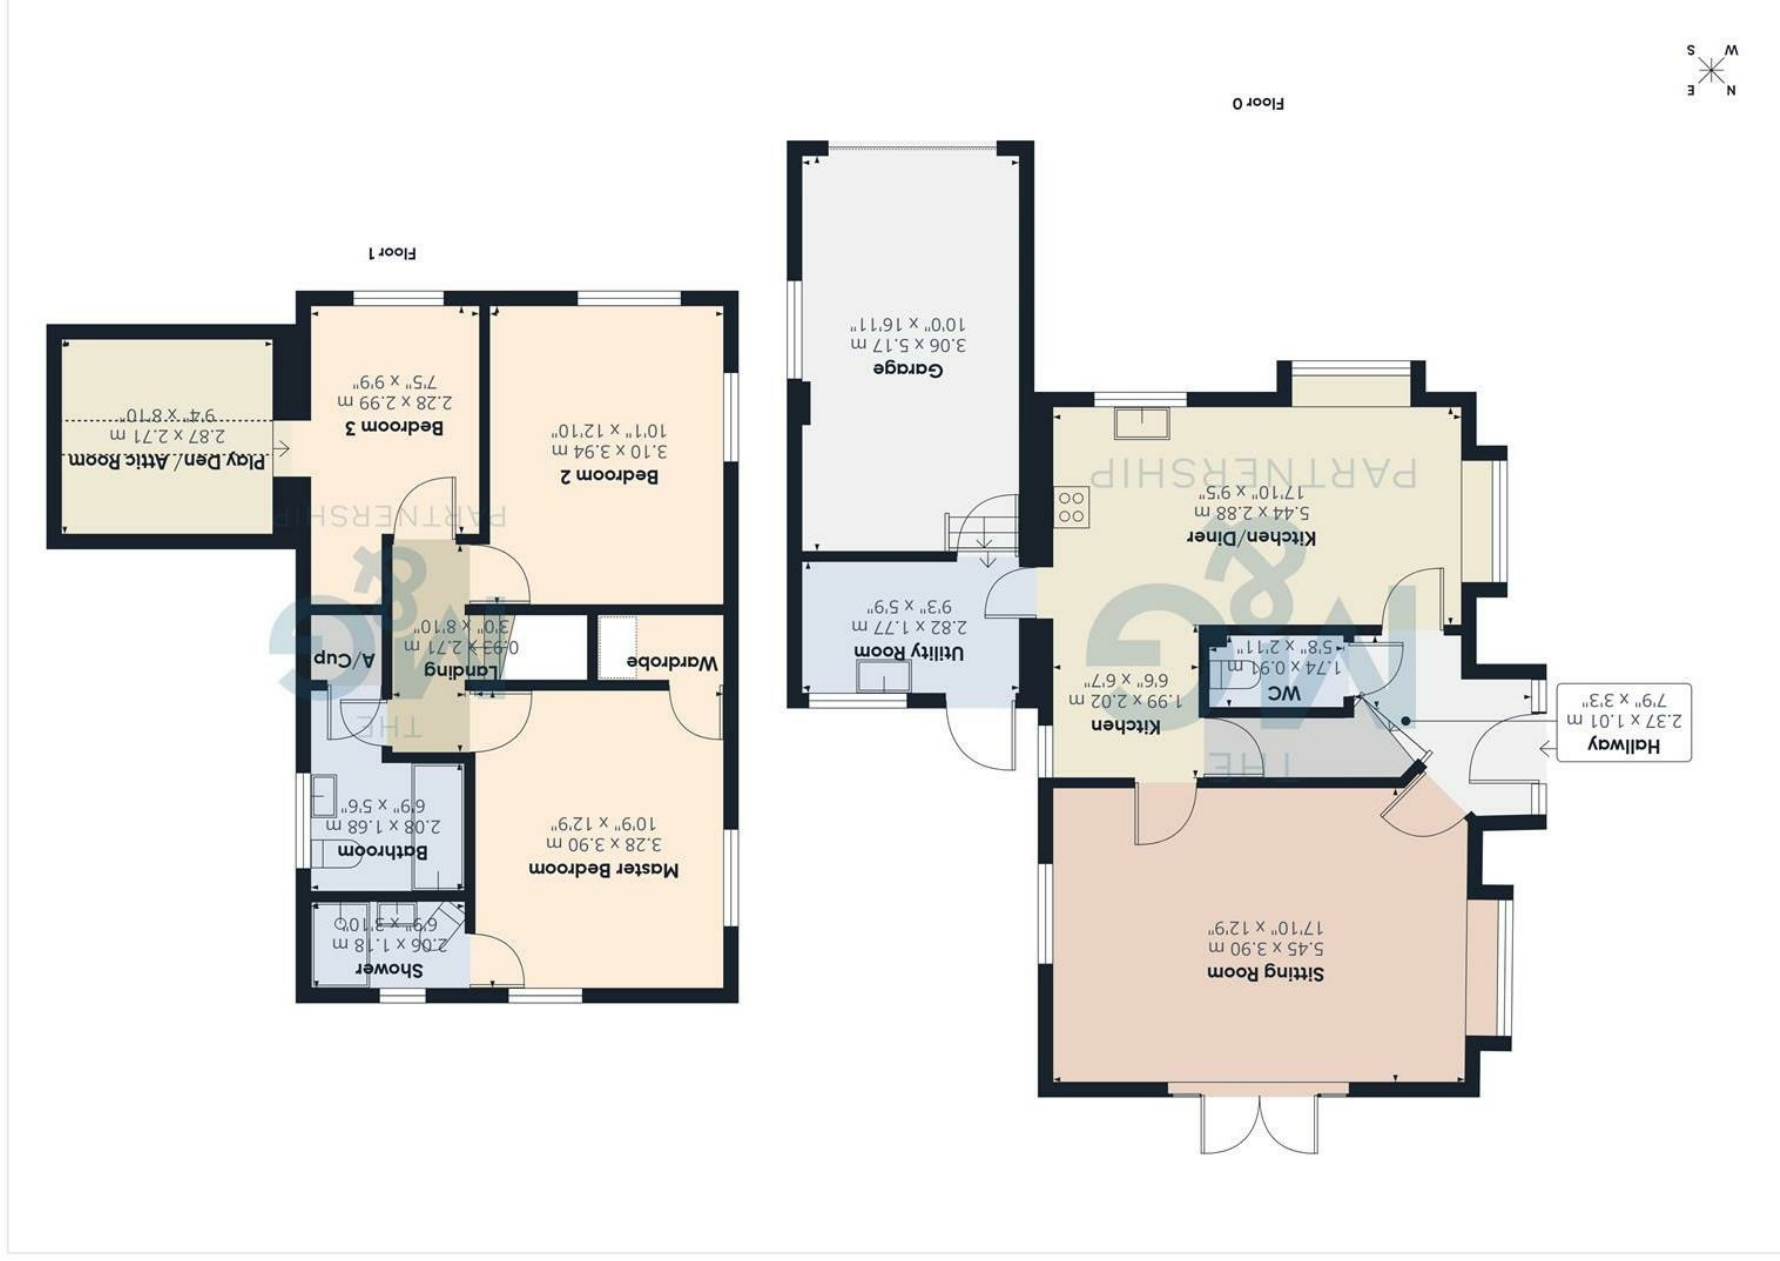 Hallway
2.37 x 1.01 m
7'9" x 3'3"
Sitting Room
5.45 x 3.90 m
17'10" x 12'9"
Kitchen
1.99 x 2.02 m
6'6" x 6'7"
WC
1.74 x 0.91 m
5'8" x 2'11"
Kitchen/Diner
5.44 x 2.88 m
17'10" x 9'5"
Utility Room
2.82 x 1.77 m
9'3" x 5'9"
Garage
3.06 x 5.17 m
10'0" x 16'11"
THE
MG
&
PARTNERSHIP
Floor 0
Shower
2.06 x 1.18 m
6'9" x 3'10"
Master Bedroom
3.28 x 3.90 m
10'9" x 12'9"
Bathroom
2.08 x 1.68 m
6'9" x 5'6"
Wardrobe
Landing
0.93 x 2.71 m
3'0" x 8'10"
A/Cup
Bedroom 2
3.10 x 3.94 m
10'1" x 12'10"
Bedroom 3
2.28 x 2.99 m
7'5" x 9'9"
Play Den/ Attic Room
2.87 x 2.71 m
9'4" x 8'10"
THE
MG
&
PARTNERSHIP
Floor 1
N E
W S